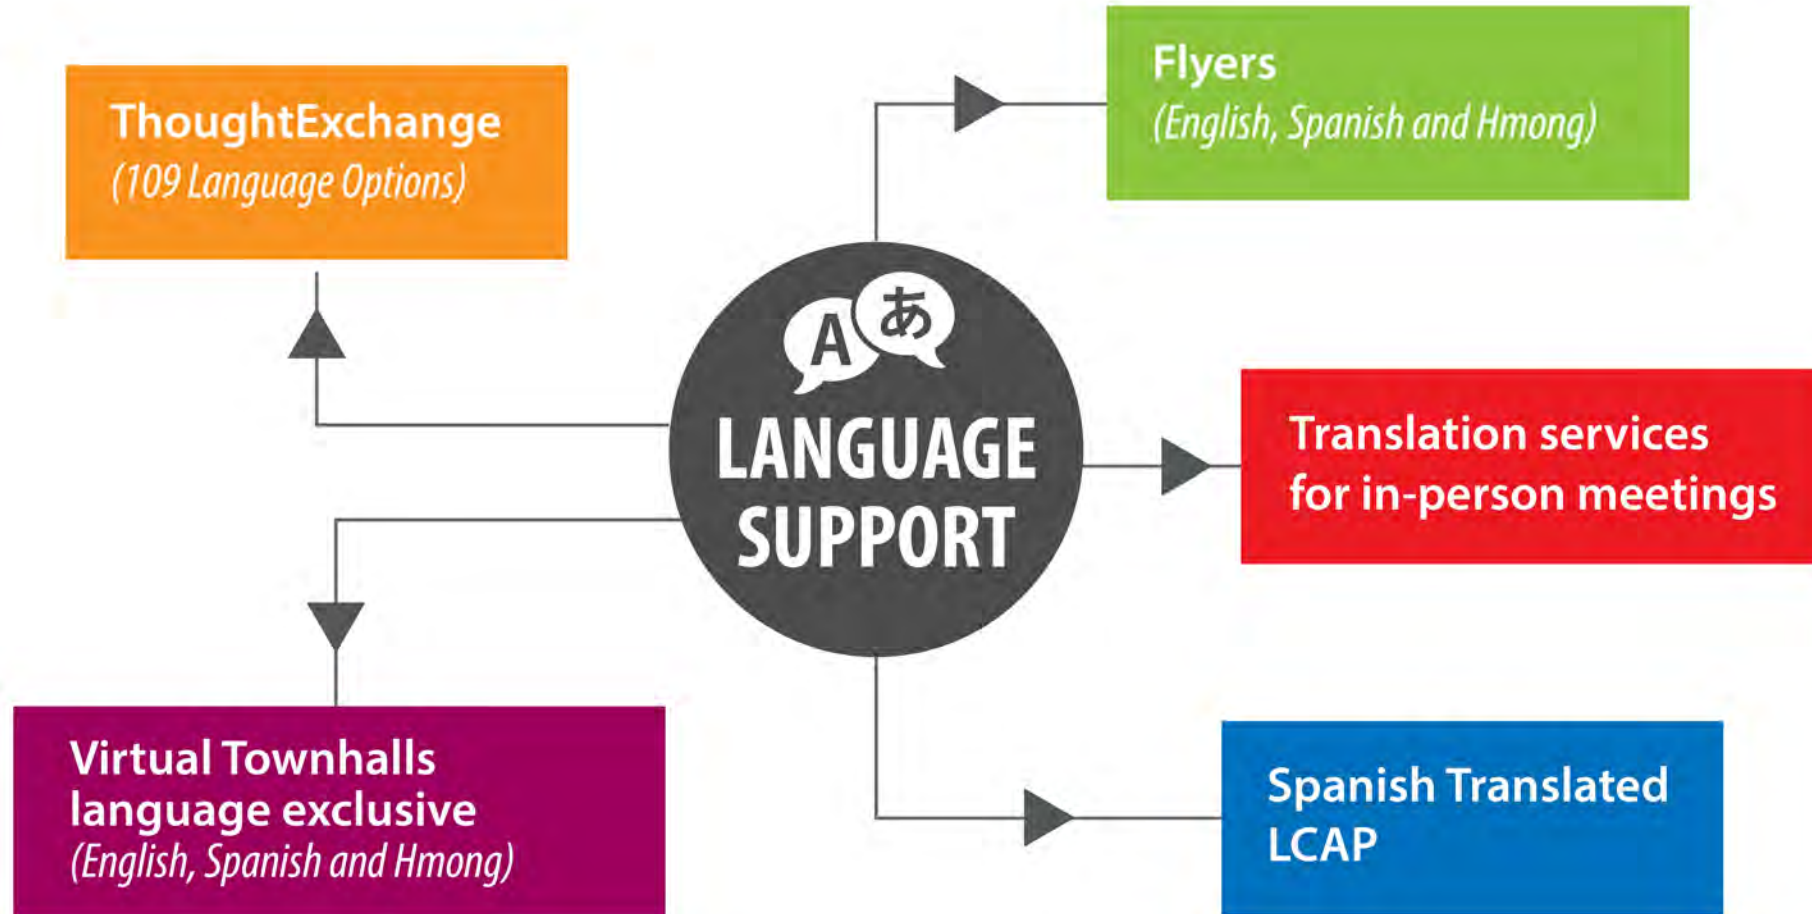 ThoughtExchange
(109 Language Options)
Flyers
(English, Spanish and Hmong)
A あ
LANGUAGE
SUPPORT
Translation services
for in-person meetings
Virtual Townhalls
language exclusive
(English, Spanish and Hmong)
Spanish Translated
LCAP